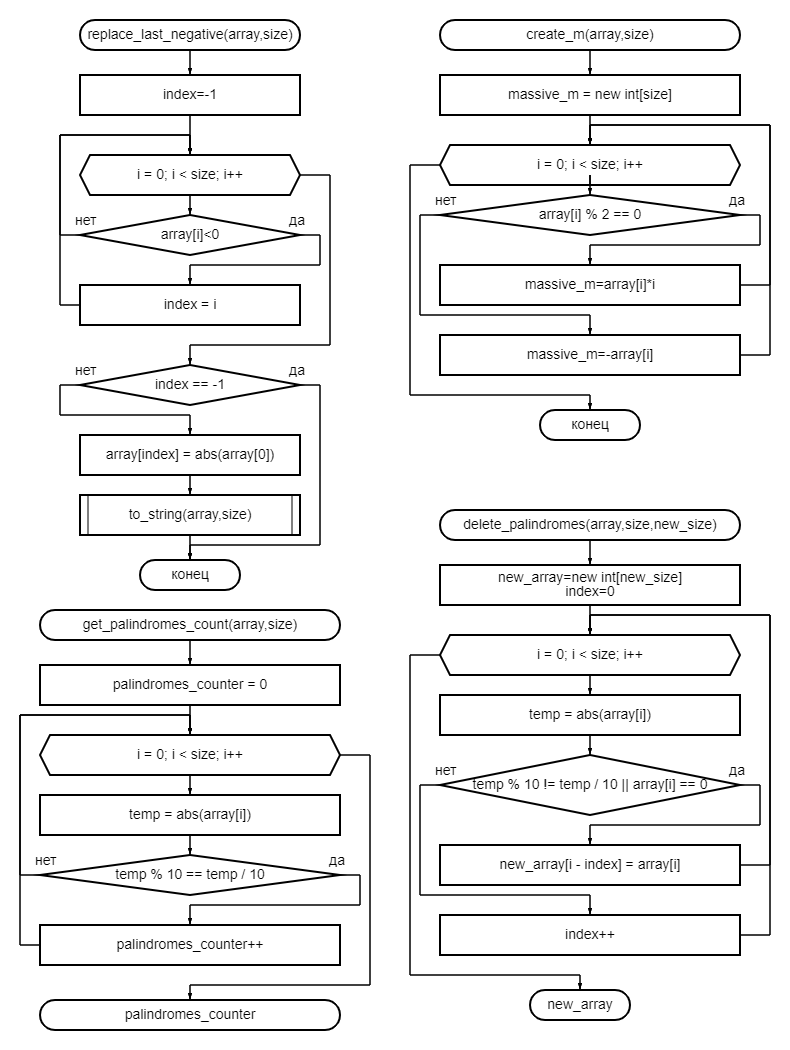 replace_last_negative(array,size)
index=-1
i = 0; i < size; i++
нет
да
array[i]<0
index = i
нет
да
index == -1
array[index] = abs(array[0])
to_string(array,size)
конец
create_m(array,size)
massive_m = new int[size]
i = 0; i < size; i++
нет
да
array[i] % 2 == 0
massive_m=array[i]*i
massive_m=-array[i]
конец
get_palindromes_count(array,size)
palindromes_counter = 0
i = 0; i < size; i++
temp = abs(array[i])
нет
да
temp % 10 == temp / 10
palindromes_counter++
palindromes_counter
delete_palindromes(array,size,new_size)
new_array=new int[new_size]
index=0
i = 0; i < size; i++
temp = abs(array[i])
нет
да
temp % 10 != temp / 10 || array[i] == 0
new_array[i - index] = array[i]
index++
new_array